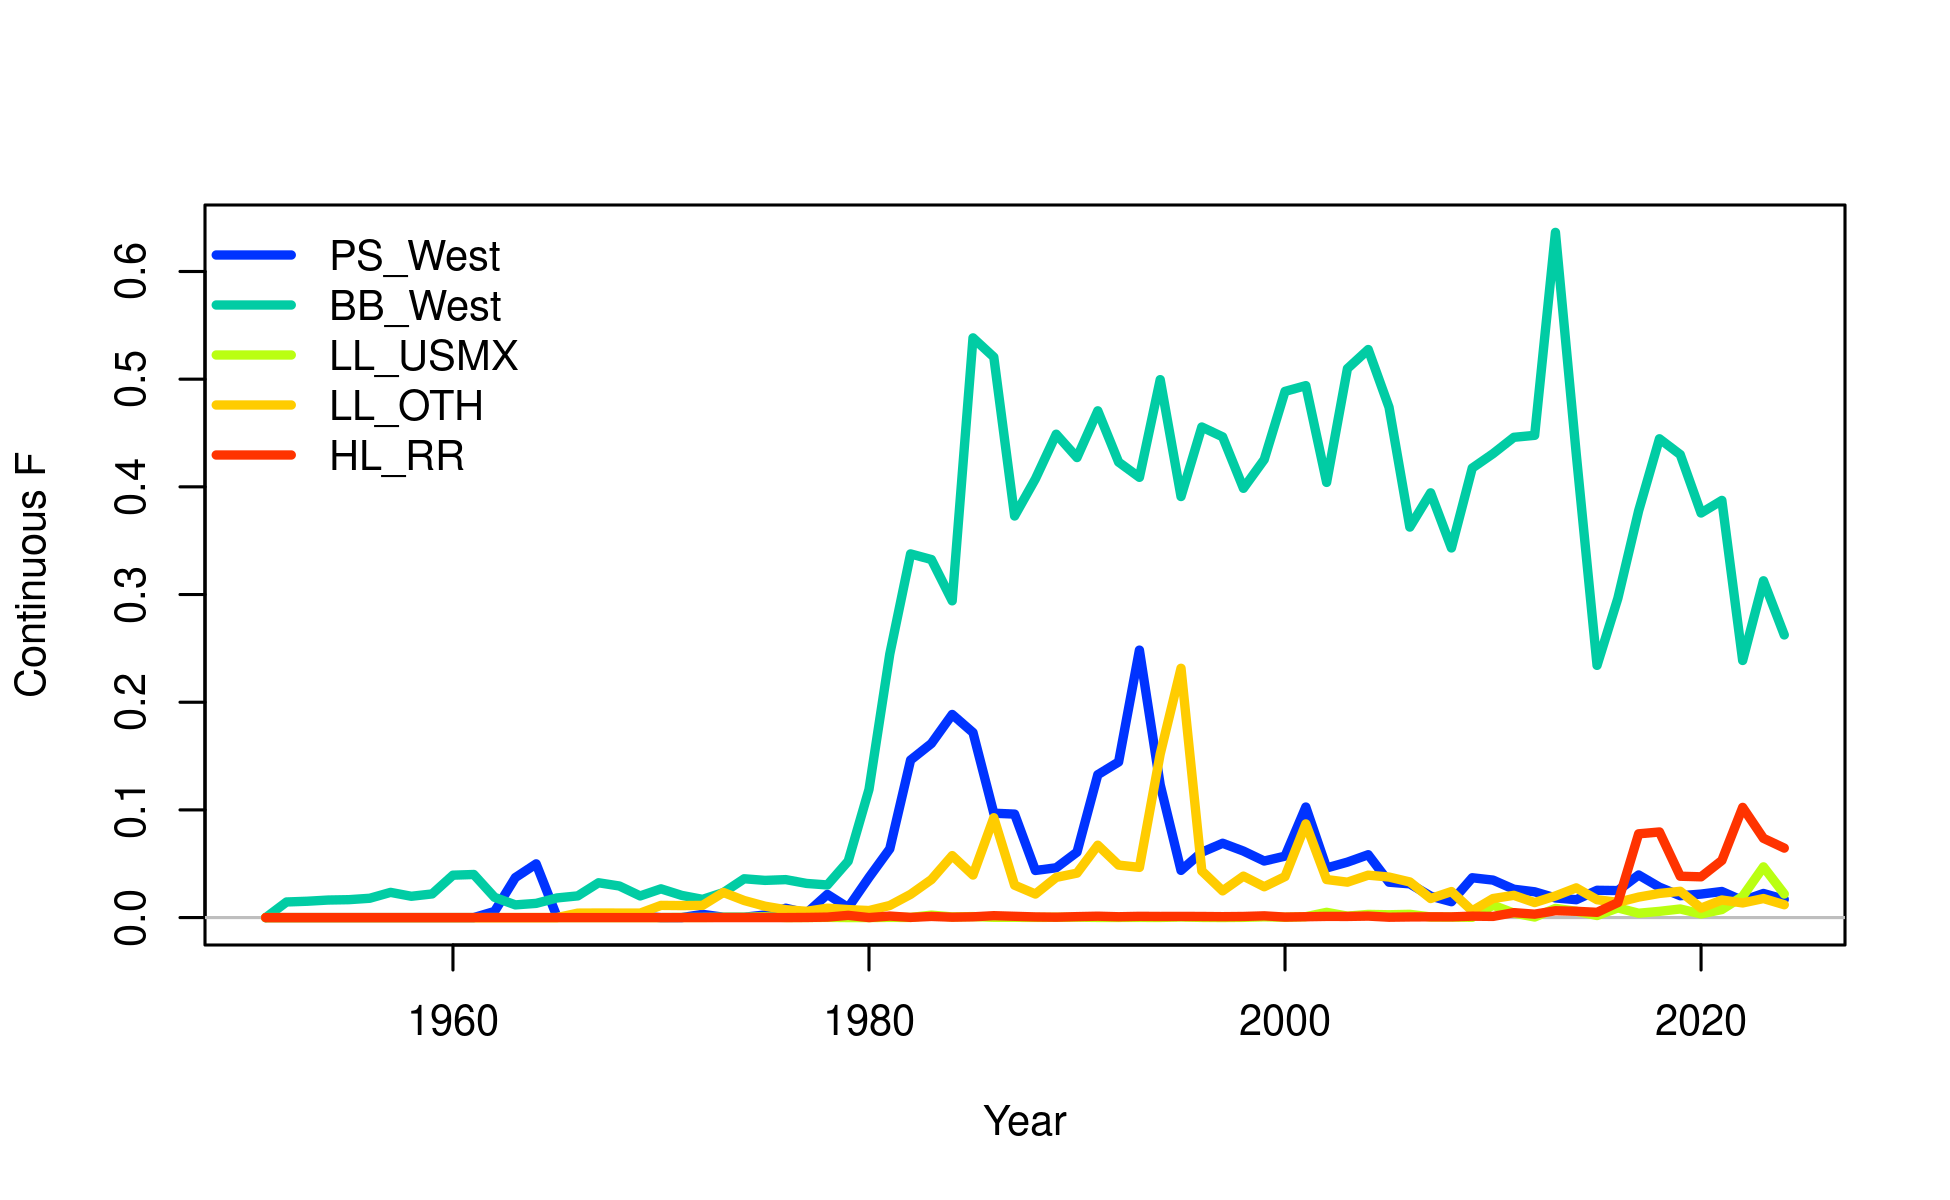 PS_West
BB_West
LL_USMX
LL_OTH
HL_RR
0.6
0.5
0.4
0.3
0.2
0.1
0.0
Continuous F
1960 1980 2000 2020
Year